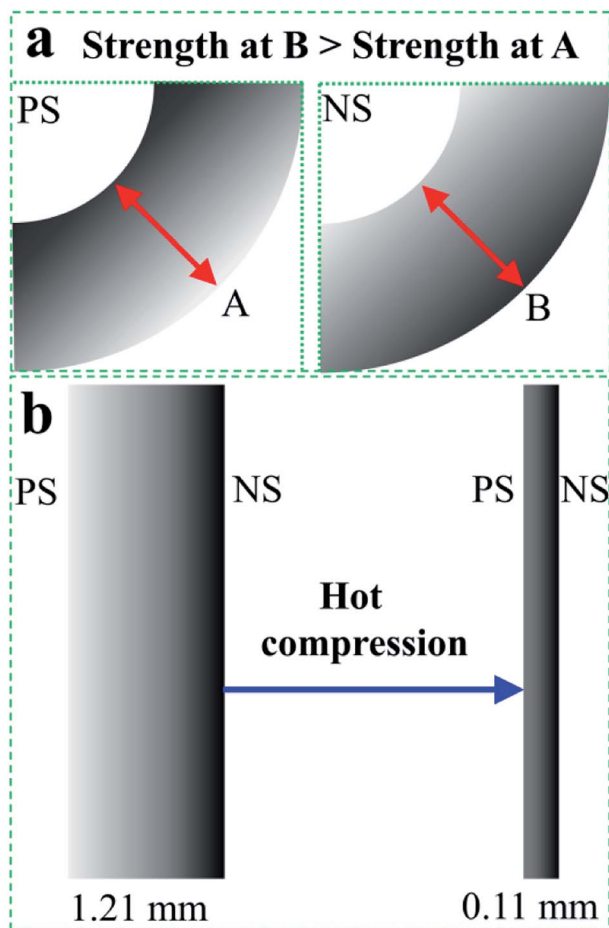 a Strength at B > Strength at A
PS
NS
A
B
b
PS
NS
PS
NS
Hot
compression
1.21 mm
0.11 mm